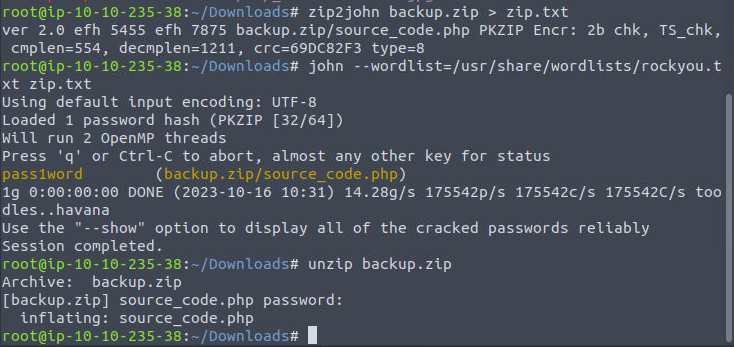 root@ip-10-10-235-38:~/Downloads# zip2john backup.zip > zip.txt
ver 2.0 efh 5455 efh 7875 backup.zip/source_code.php PKZIP Encr: 2b chk, TS_chk,
 cmplen=554, decmplen=1211, crc=69DC82F3 type=8
root@ip-10-10-235-38:~/Downloads# john --wordlist=/usr/share/wordlists/rockyou.t
xt zip.txt
Using default input encoding: UTF-8
Loaded 1 password hash (PKZIP [32/64])
Will run 2 OpenMP threads
Press 'q' or Ctrl-C to abort, almost any other key for status
pass1word        (backup.zip/source_code.php)
1g 0:00:00:00 DONE (2023-10-16 10:31) 14.28g/s 175542p/s 175542c/s 175542C/s too
dles..havana
Use the "--show" option to display all of the cracked passwords reliably
Session completed.
root@ip-10-10-235-38:~/Downloads# unzip backup.zip
Archive:  backup.zip
[backup.zip] source_code.php password:
  inflating: source_code.php
root@ip-10-10-235-38:~/Downloads#